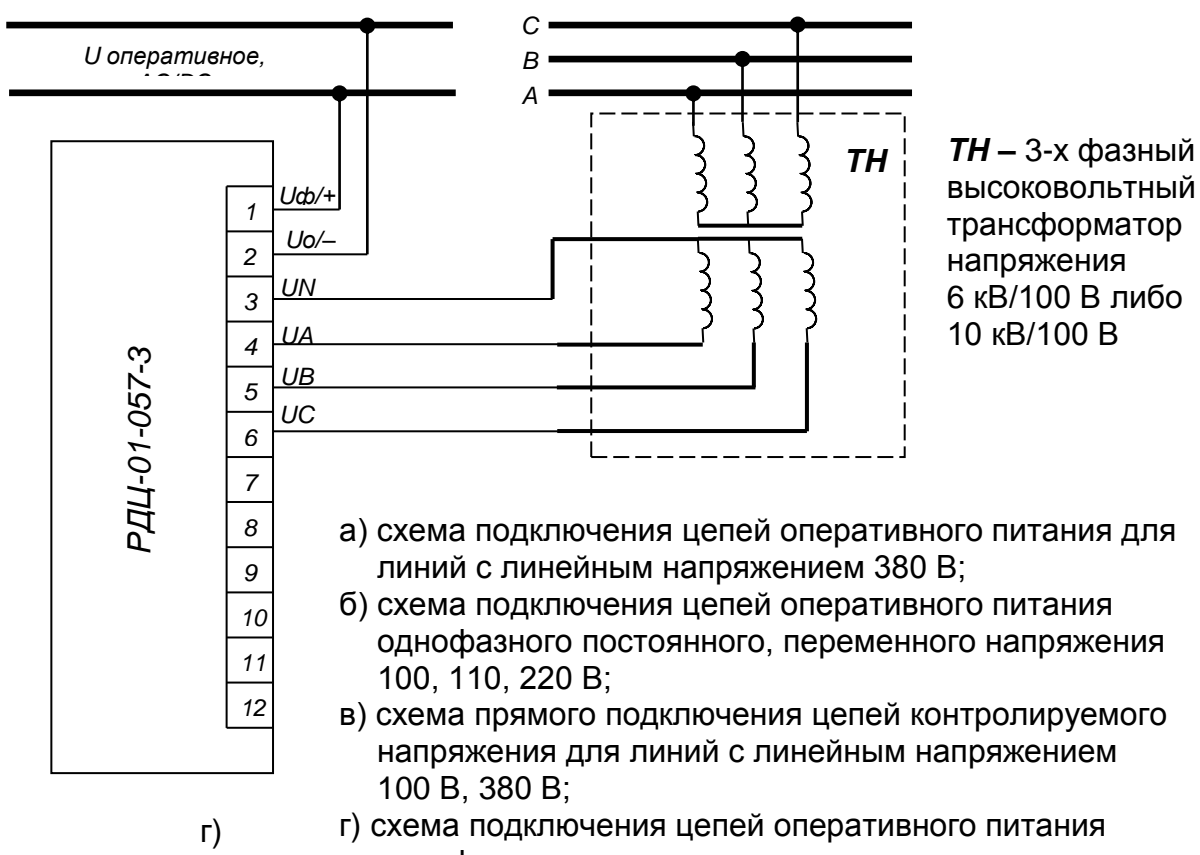 C
U оперативное,
B
A
ТН
ТН – 3-х фазный
высоковольтный
трансформатор
напряжения
6 кВ/100 В либо
10 кВ/100 В
РДЦ-01-057-3
1 Uф/+
2 Uо/–
3 UN
4 UA
5 UB
6 UC
7
8
9
10
11
12
а) схема подключения цепей оперативного питания для
линий с линейным напряжением 380 В;
б) схема подключения цепей оперативного питания
однофазного постоянного, переменного напряжения
100, 110, 220 В;
в) схема прямого подключения цепей контролируемого
напряжения для линий с линейным напряжением
100 В, 380 В;
г)
г) схема подключения цепей оперативного питания